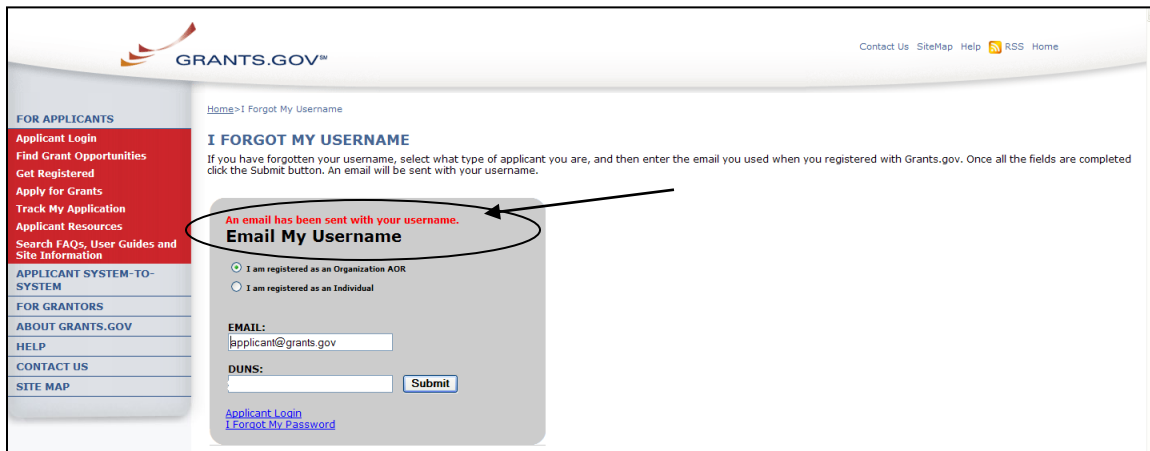 GRANTS.GOV℠
Contact Us SiteMap Help RSS Home
FOR APPLICANTS
Applicant Login
Find Grant Opportunities
Get Registered
Apply for Grants
Track My Application
Applicant Resources
Search FAQs, User Guides and
Site Information
APPLICANT SYSTEM-TO-
SYSTEM
FOR GRANTORS
ABOUT GRANTS.GOV
HELP
CONTACT US
SITE MAP
Home>I Forgot My Username
I FORGOT MY USERNAME
If you have forgotten your username, select what type of applicant you are, and then enter the email you used when you registered with Grants.gov. Once all the fields are completed
click the Submit button. An email will be sent with your username.
An email has been sent with your username.
Email My Username
I am registered as an Organization AOR
I am registered as an Individual
EMAIL:
applicant@grants.gov
DUNS:
Submit
Applicant Login
I Forgot My Password